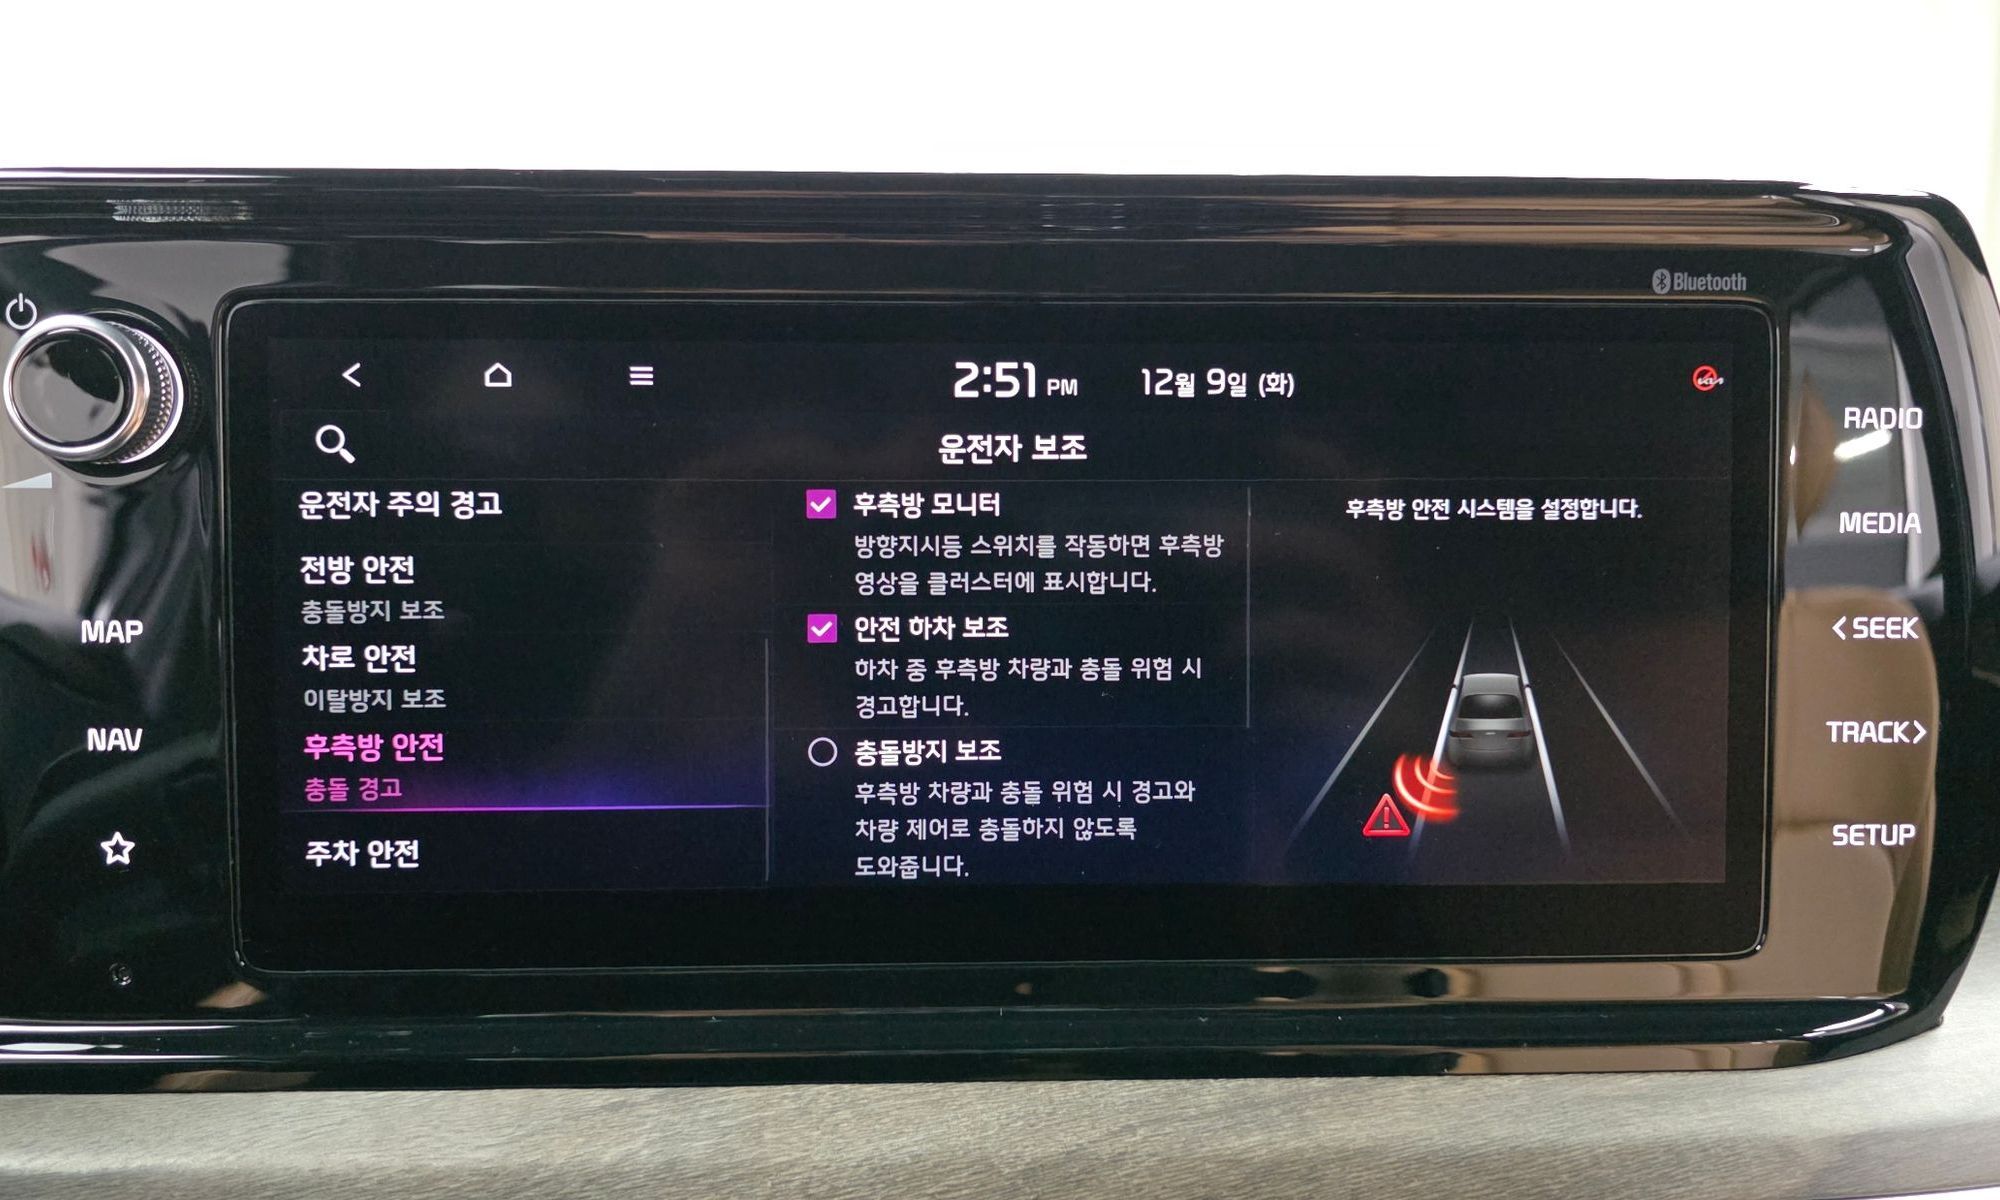 Bluetooth
2:51 PM
12월 9일 (화)
운전자 보조
운전자 주의 경고
전방 안전
충돌방지 보조
차로 안전
이탈방지 보조
후측방 안전
충돌 경고
주차 안전
후측방 모니터
방향지시등 스위치를 작동하면 후측방
영상을 클러스터에 표시합니다.
안전 하차 보조
하차 중 후측방 차량과 충돌 위험 시
경고합니다.
충돌방지 보조
후측방 차량과 충돌 위험 시 경고와
차량 제어로 충돌하지 않도록
도와줍니다.
후측방 안전 시스템을 설정합니다.
MAP
NAV
RADIO
MEDIA
< SEEK
TRACK >
SETUP